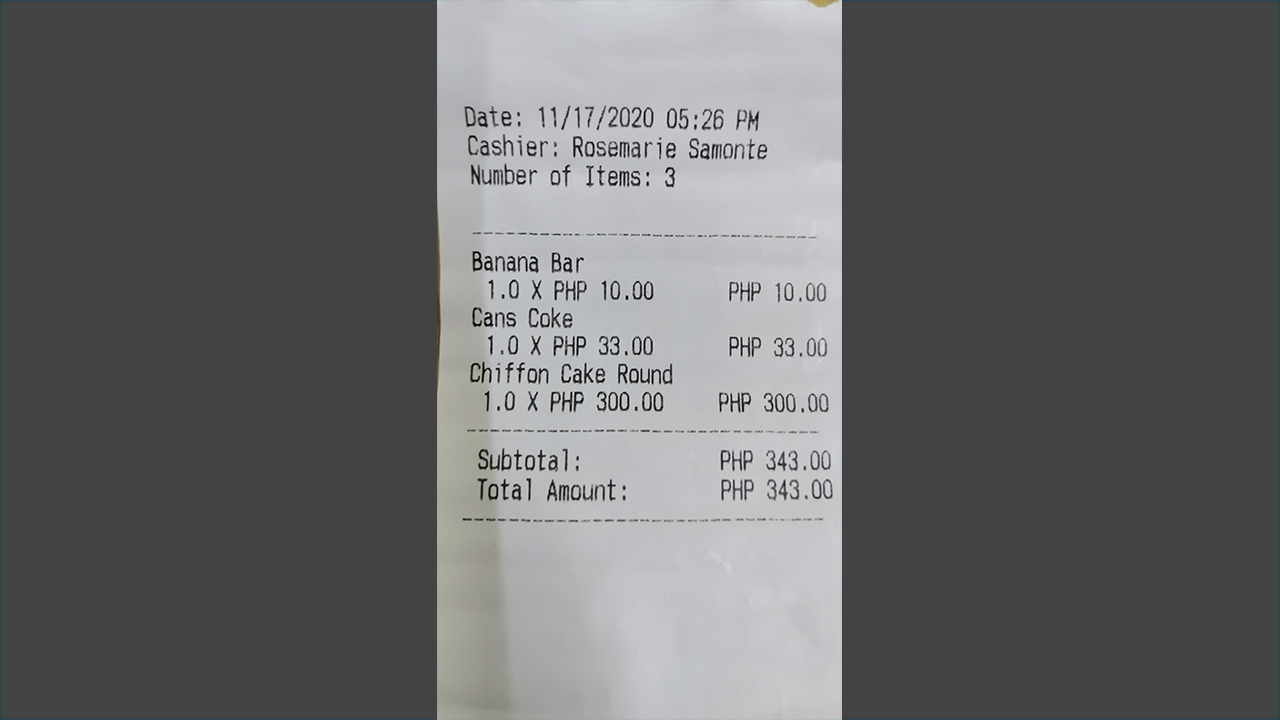 Date: 11/17/2020 05:26 PM
Cashier: Rosemarie Samonte
Number of Items: 3
Banana Bar
1.0 X PHP 10.00 PHP 10.00
Cans Coke
1.0 X PHP 33.00 PHP 33.00
Chiffon Cake Round
1.0 X PHP 300.00 PHP 300.00
Subtotal: PHP 343.00
Total Amount: PHP 343.00